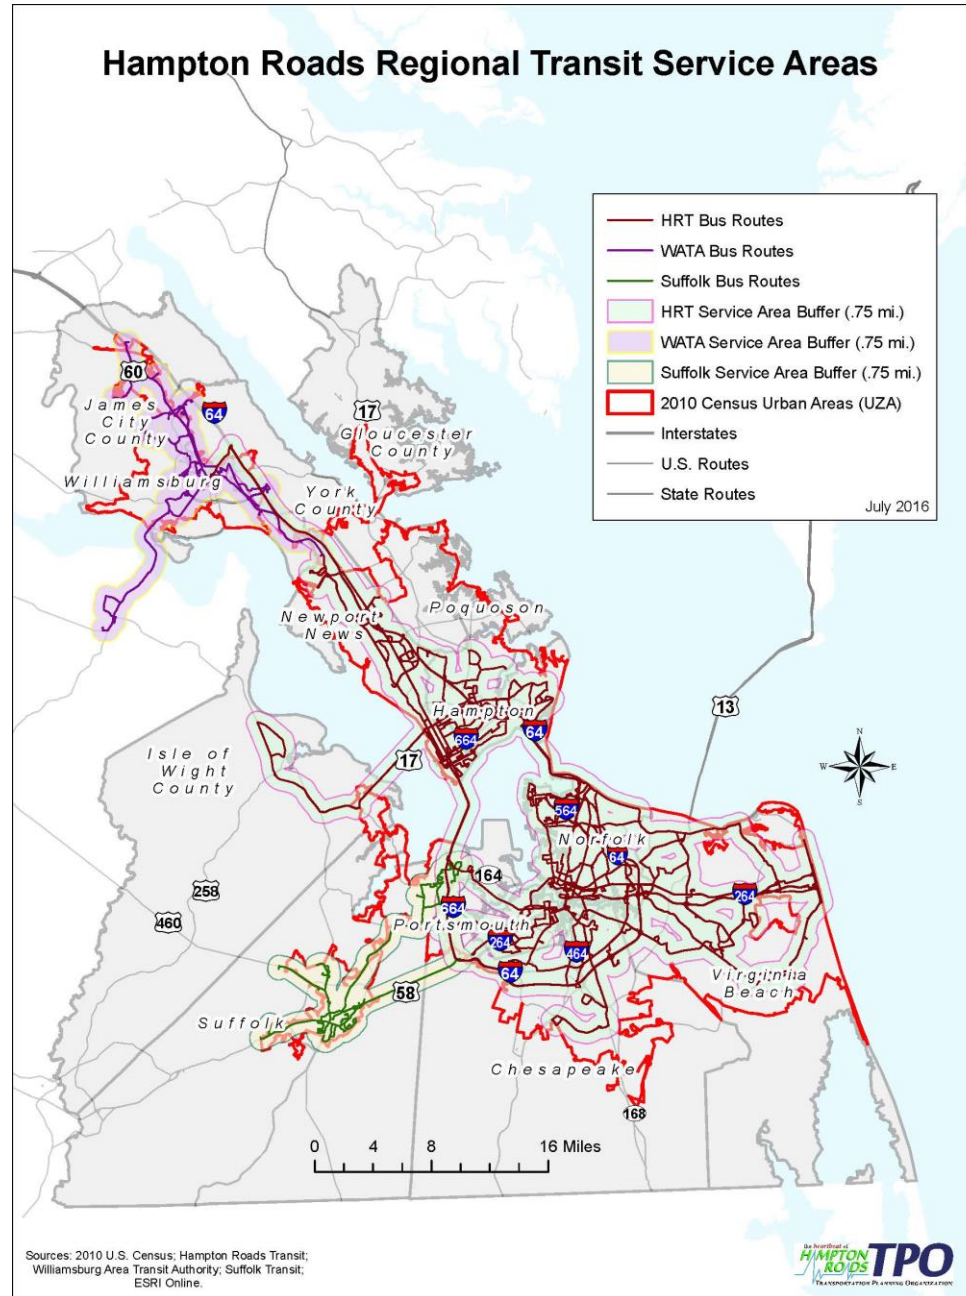 Hampton Roads Regional Transit Service Areas
HRT Bus Routes
WATA Bus Routes
Suffolk Bus Routes
HRT Service Area Buffer (.75 mi.)
WATA Service Area Buffer (.75 mi.)
Suffolk Service Area Buffer (.75 mi.)
2010 Census Urban Areas (UZA)
Interstates
U.S. Routes
State Routes
July 2016
60
James
City
County
64
17
Gloucester
County
Williamsburg
York
County
Newport
News
Poquoson
Hampton
664
64
13
17
Isle of
Wight
County
N
W
E
S
564
Norfolk
64
164
264
258
664
460
Portsmouth
264
464
64
58
Virginia
Beach
Suffolk
Chesapeake
168
0 4 8 16 Miles
Sources: 2010 U.S. Census; Hampton Roads Transit;
Williamsburg Area Transit Authority; Suffolk Transit;
ESRI Online.
the heartbeat of
HAMPTON
ROADS
TPO
TRANSPORTATION PLANNING ORGANIZATION